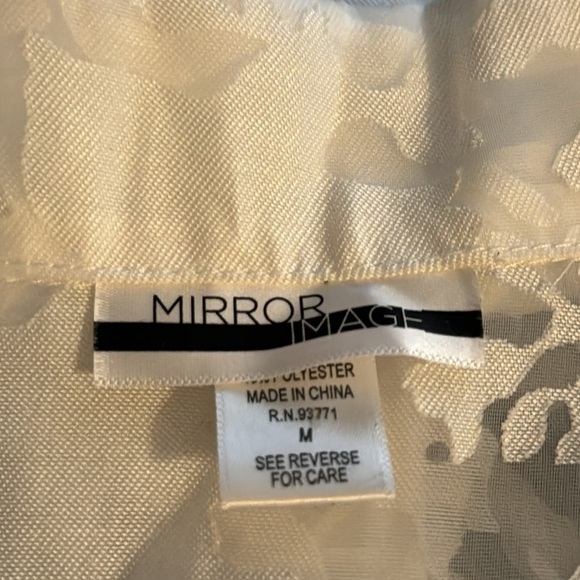 MIRROR
IMAGE
POLYESTER
MADE IN CHINA
R.N.93771
M
SEE REVERSE
FOR CARE